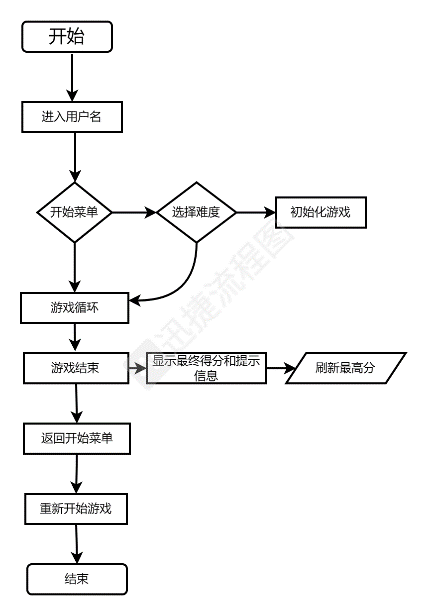 开始
进入用户名
开始菜单
选择难度
初始化游戏
游戏循环
游戏结束
显示最终得分和提示
信息
刷新最高分
返回开始菜单
重新开始游戏
结束
迅捷流程图